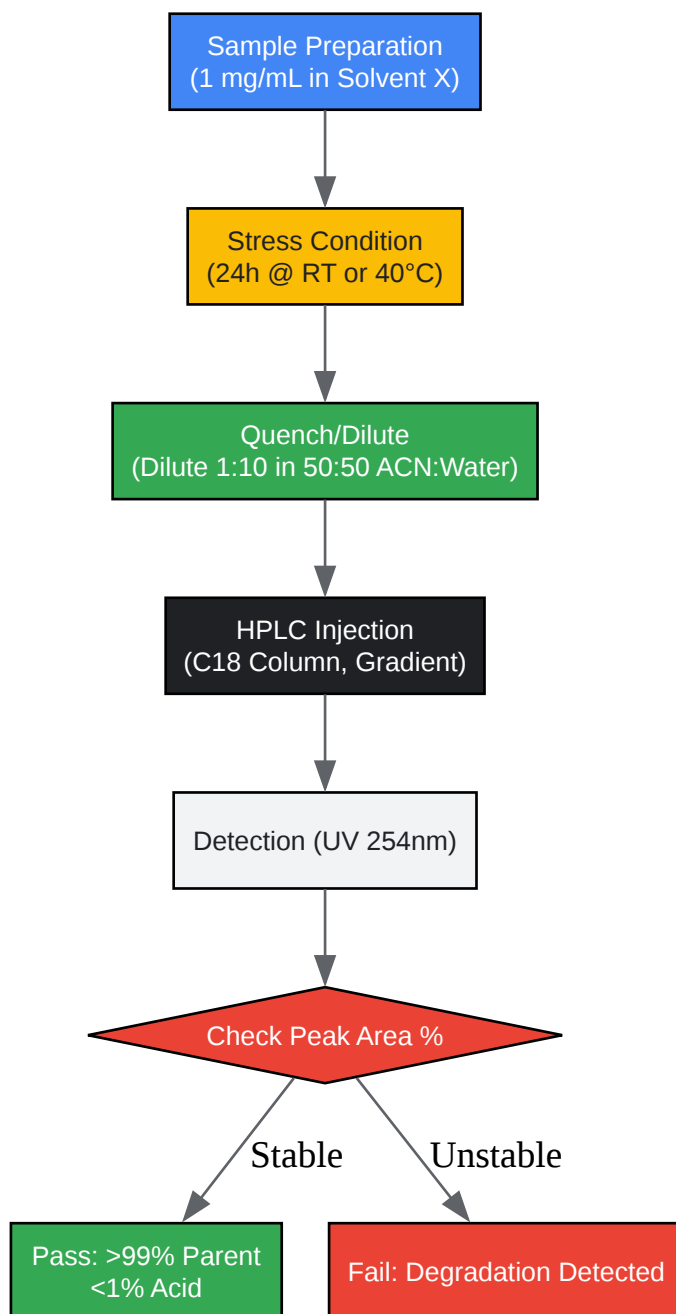 Sample Preparation
(1 mg/mL in Solvent X)
Stress Condition
(24h @ RT or 40°C)
Quench/Dilute
(Dilute 1:10 in 50:50 ACN:Water)
HPLC Injection
(C18 Column, Gradient)
Detection (UV 254nm)
Check Peak Area %
Stable
Unstable
Pass: >99% Parent
<1% Acid
Fail: Degradation Detected